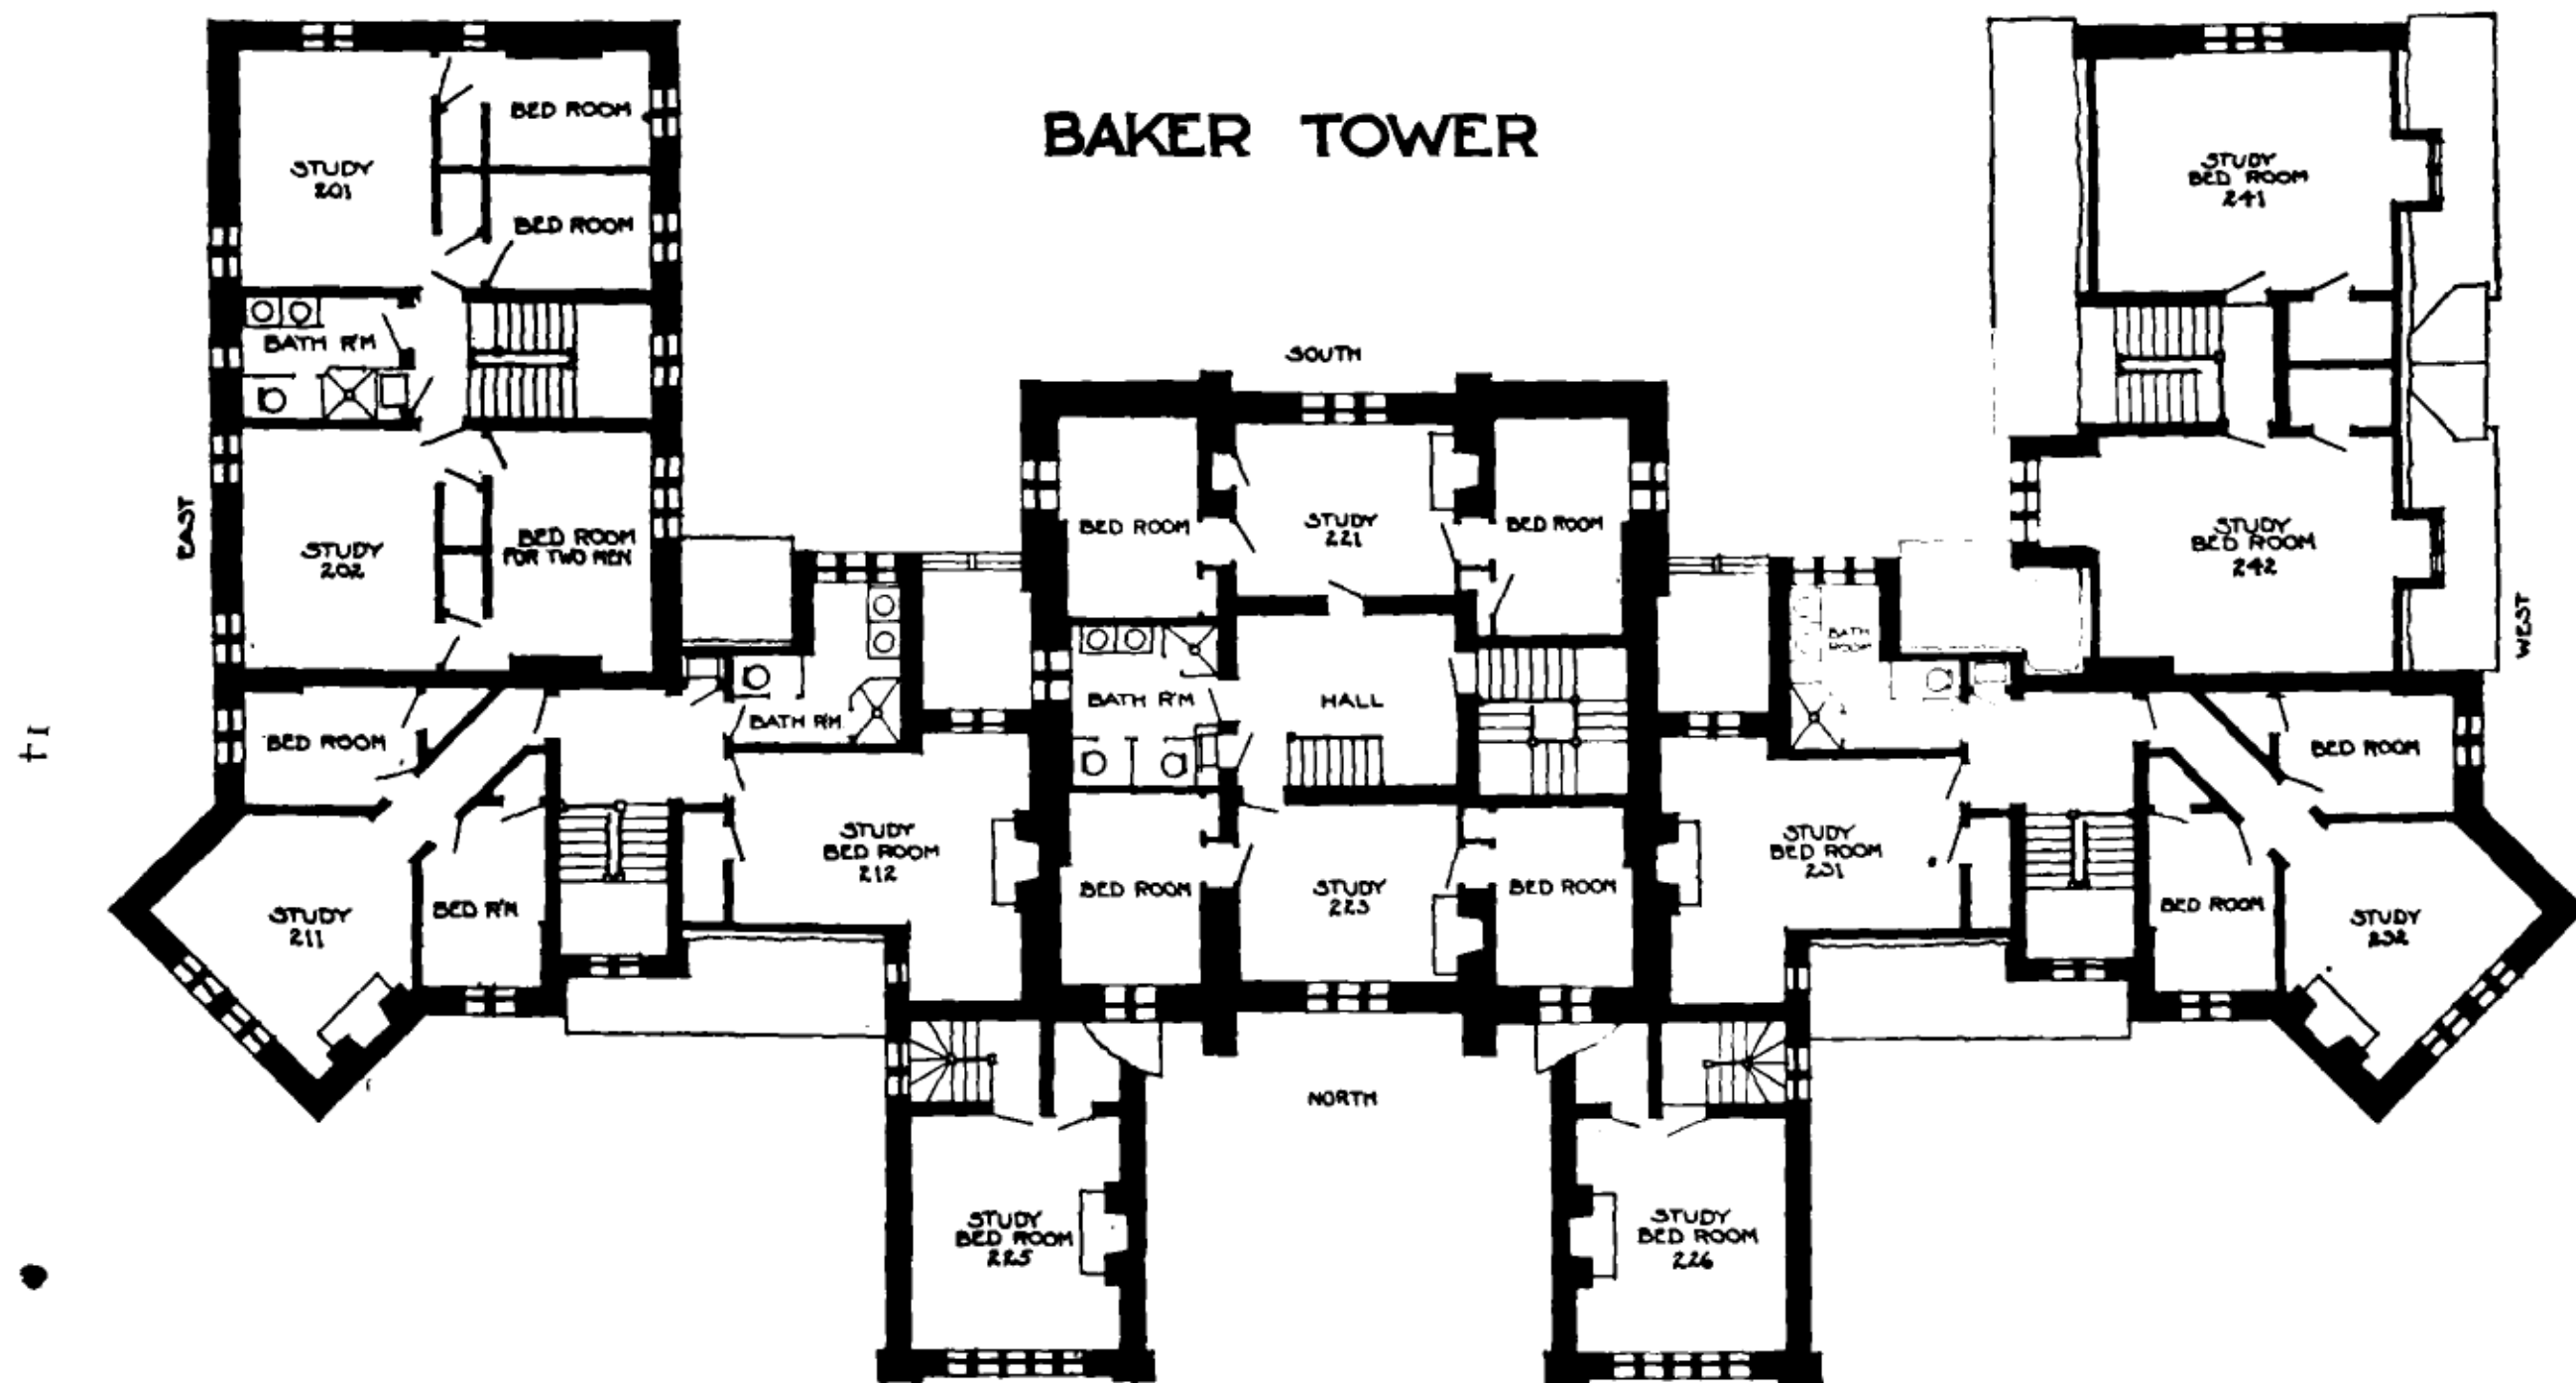 BAKER TOWER
BED ROOM
STUDY
201
BED ROOM
BATH R'M
STUDY
202
BED ROOM
FOR TWO MEN
EAST
BED ROOM
BATH R'M
STUDY
211
BED R'M
STUDY
BED ROOM
212
SOUTH
BED ROOM
STUDY
221
BED ROOM
BATH R'M
HALL
BED ROOM
STUDY
223
BED ROOM
NORTH
STUDY
BED ROOM
225
STUDY
BED ROOM
226
BATH
ROOM
STUDY
BED ROOM
231
STUDY
BED ROOM
241
STUDY
BED ROOM
242
WEST
BED ROOM
BED ROOM
STUDY
232
14